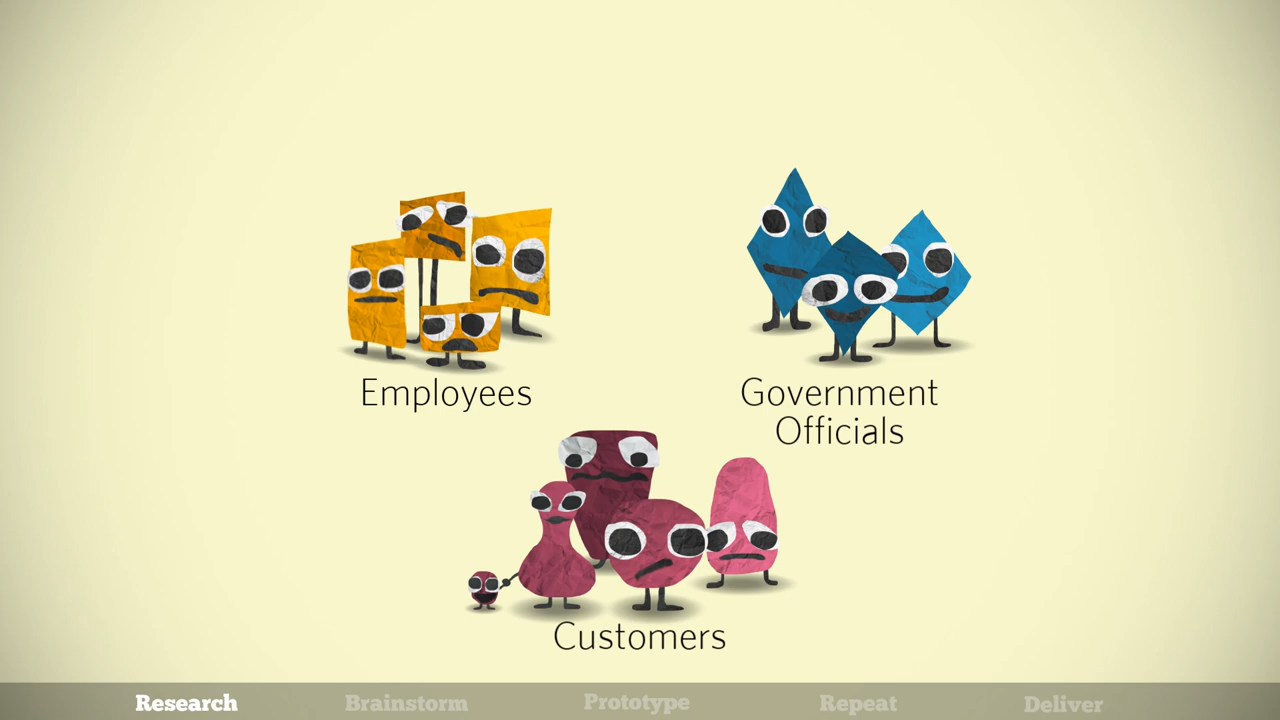 Employees
Government
Officials
Customers
Research Brainstorm Prototype Repeat Deliver